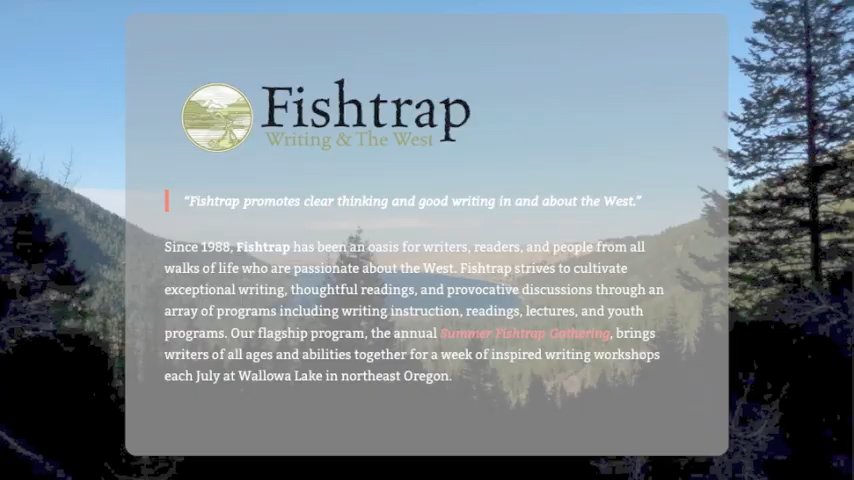 Fishtrap
Writing & The West
“Fishtrap promotes clear thinking and good writing in and about the West.”
Since 1988, Fishtrap has been an oasis for writers, readers, and people from all
walks of life who are passionate about the West. Fishtrap strives to cultivate
exceptional writing, thoughtful readings, and provocative discussions through an
array of programs including writing instruction, readings, lectures, and youth
programs. Our flagship program, the annual Summer Fishtrap Gathering, brings
writers of all ages and abilities together for a week of inspired writing workshops
each July at Wallowa Lake in northeast Oregon.